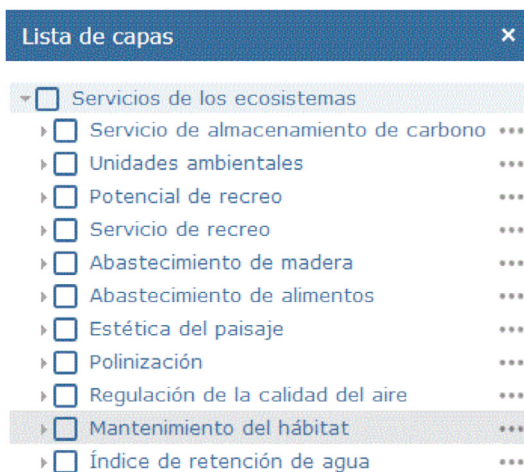 Lista de capas
Servicios de los ecosistemas
Servicio de almacenamiento de carbono
Unidades ambientales
Potencial de recreo
Servicio de recreo
Abastecimiento de madera
Abastecimiento de alimentos
Estética del paisaje
Polinización
Regulación de la calidad del aire
Mantenimiento del hábitat
Índice de retención de agua